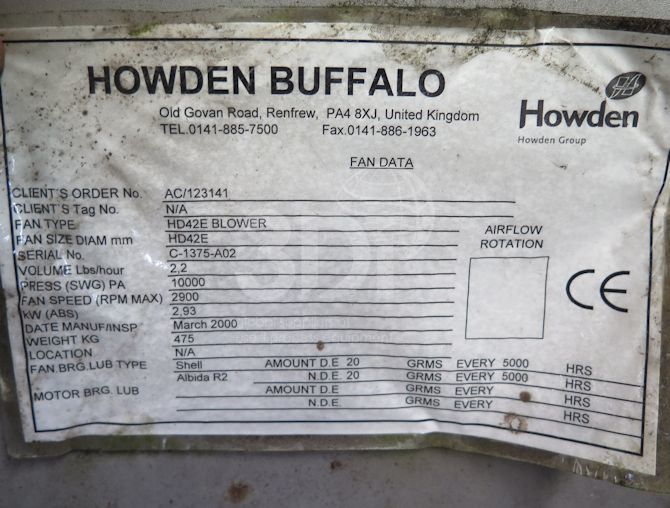 HOWDEN BUFFALO
Old Govan Road, Renfrew, PA4 8XJ, United Kingdom
TEL.0141-885-7500 Fax.0141-886-1963
Howden
Howden Group
FAN DATA
CLIENT'S ORDER No. AC/123141
CLIENT'S Tag No. N/A
FAN TYPE HD42E BLOWER
FAN SIZE DIAM mm HD42E
SERIAL No. C-1375-A02
VOLUME Lbs/hour 2,2
PRESS (SWG) PA 10000
FAN SPEED (RPM MAX) 2900
kW (ABS) 2,93
DATE MANUF/INSP March 2000
WEIGHT KG 475
LOCATION N/A
FAN.BRG.LUB TYPE Shell AMOUNT D.E 20 GRMS EVERY 5000 HRS
Albida R2 N.D.E 20 GRMS EVERY 5000 HRS
MOTOR BRG. LUB AMOUNT D.E GRMS EVERY HRS
N.D.E. GRMS EVERY HRS
AIRFLOW
ROTATION
CE